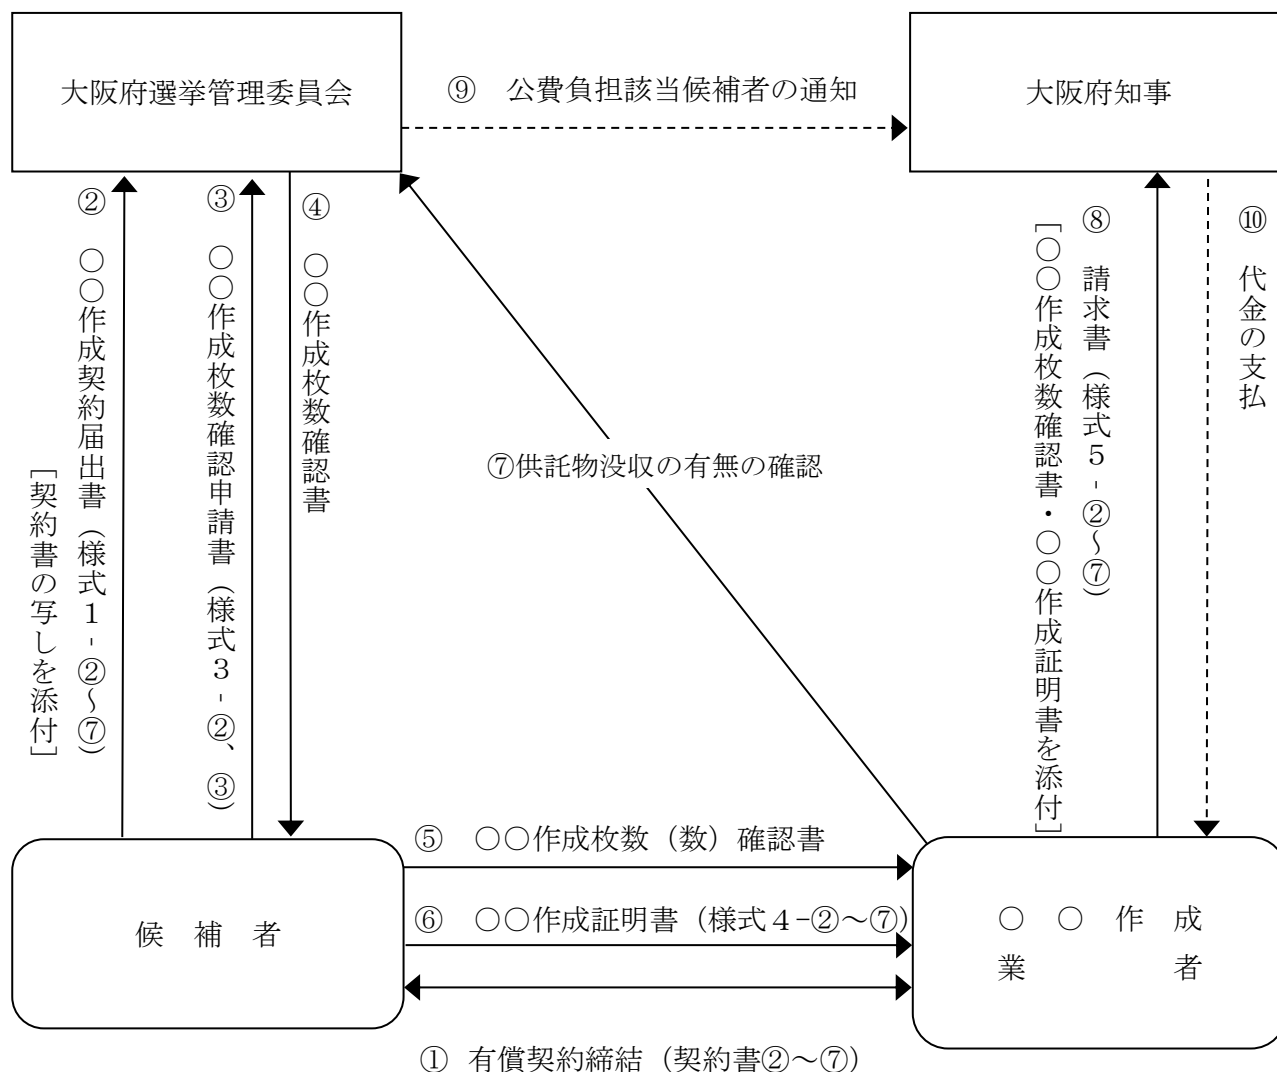 大阪府選挙管理委員会
⑨　公費負担該当候補者の通知
大阪府知事
②　○○作成契約届出書（様式１-②～⑦）
［契約書の写しを添付］
③　○○作成枚数確認申請書（様式３-②、③）
④　○○作成枚数確認書
⑦供託物没収の有無の確認
⑧　請求書（様式５-②～⑦）
［○○作成枚数確認書・○○作成証明書を添付］
⑩　代金の支払
候　補　者
⑤　○○作成枚数（数）確認書
⑥　○○作成証明書（様式４-②～⑦）
○　○　作　成
業　　　　　者
①　有償契約締結（契約書②～⑦）